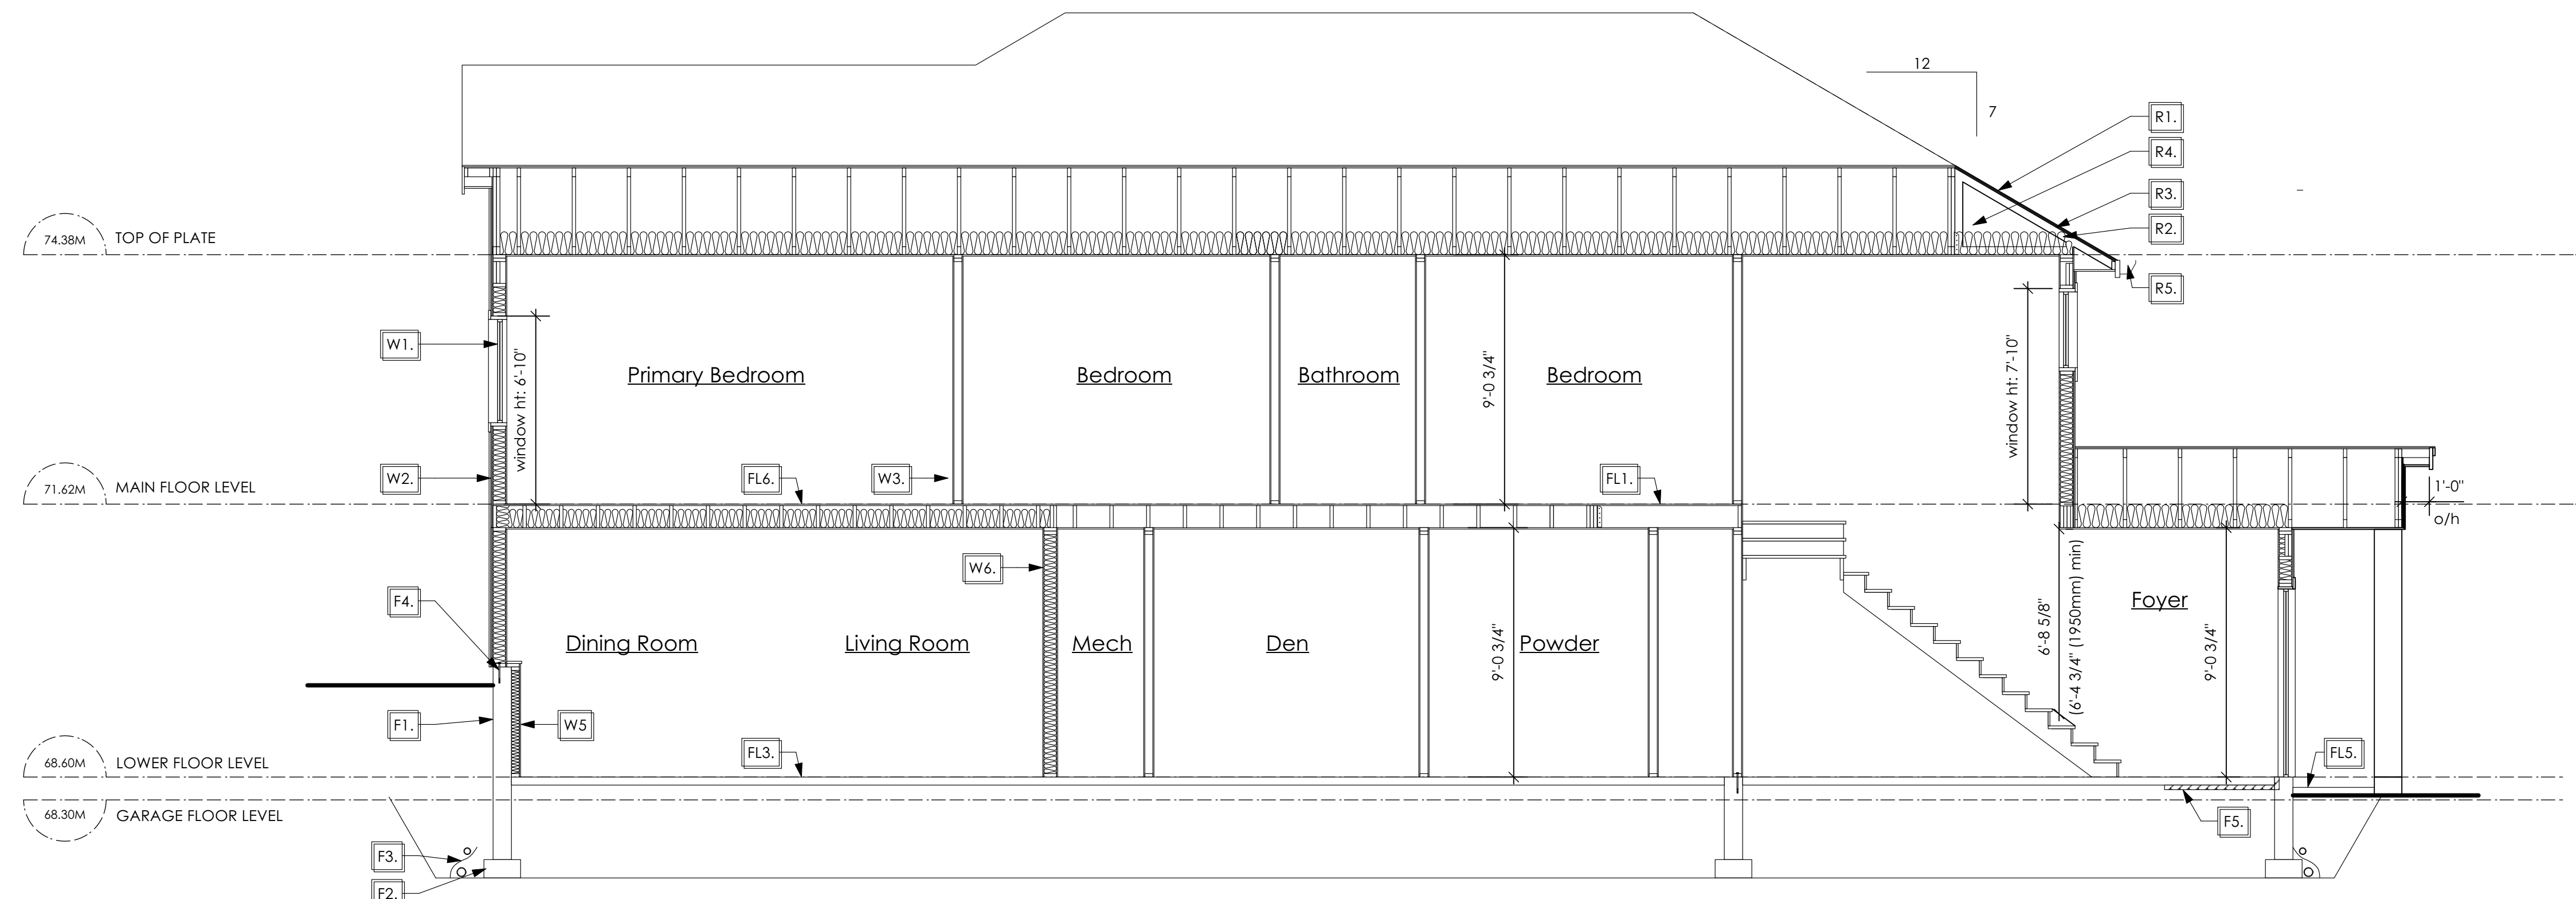 12
7
R1.
R4.
R3.
R2.
R5.
74.38M TOP OF PLATE
W1.
window ht: 6'-10"
Primary Bedroom
Bedroom
Bathroom
9'-0 3/4"
Bedroom
window ht: 7'-10"
W2.
FL6.
W3.
FL1.
71.62M MAIN FLOOR LEVEL
1'-0"
o/h
W6.
F4.
Dining Room
Living Room
Mech
Den
9'-0 3/4"
Powder
6'-8 5/8"
(6'-4 3/4" (1950mm) min)
Foyer
9'-0 3/4"
F1.
W5
FL3.
FL5.
68.60M LOWER FLOOR LEVEL
68.30M GARAGE FLOOR LEVEL
F5.
F3.
F2.